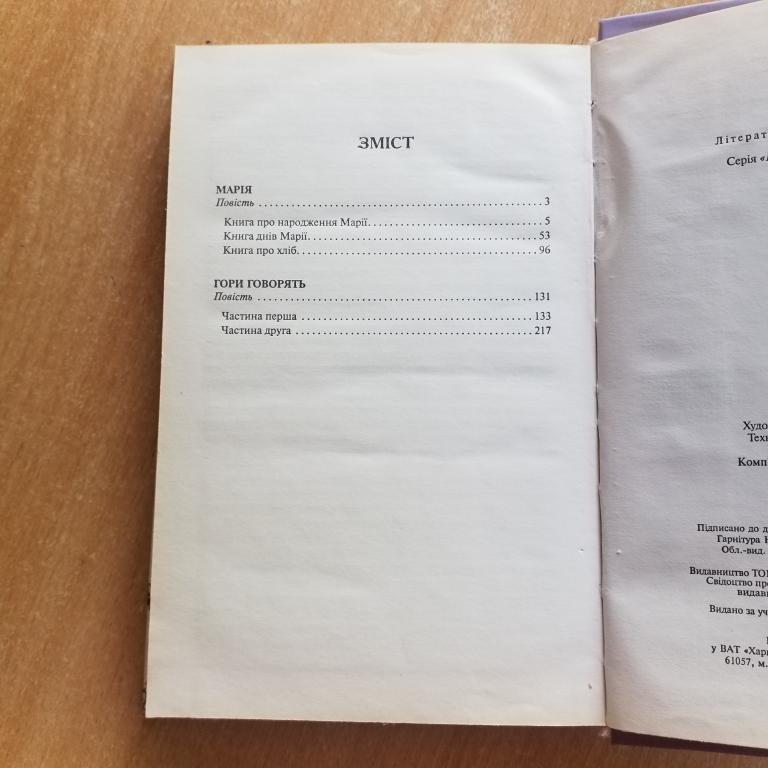 ЗМІСТ
МАРІЯ
Повість ................................................ 3
Книга про народження Марії. ............................. 5
Книга днів Марії. ....................................... 53
Книга про хліб. ......................................... 96
ГОРИ ГОВОРЯТЬ
Повість ................................................ 131
Частина перша .......................................... 133
Частина друга .......................................... 217
Серія
Підписано до
Гарнітура
Обл.-вид.
Видавництво
Свідоцтво
Видано за
у ВАТ
61057, м.